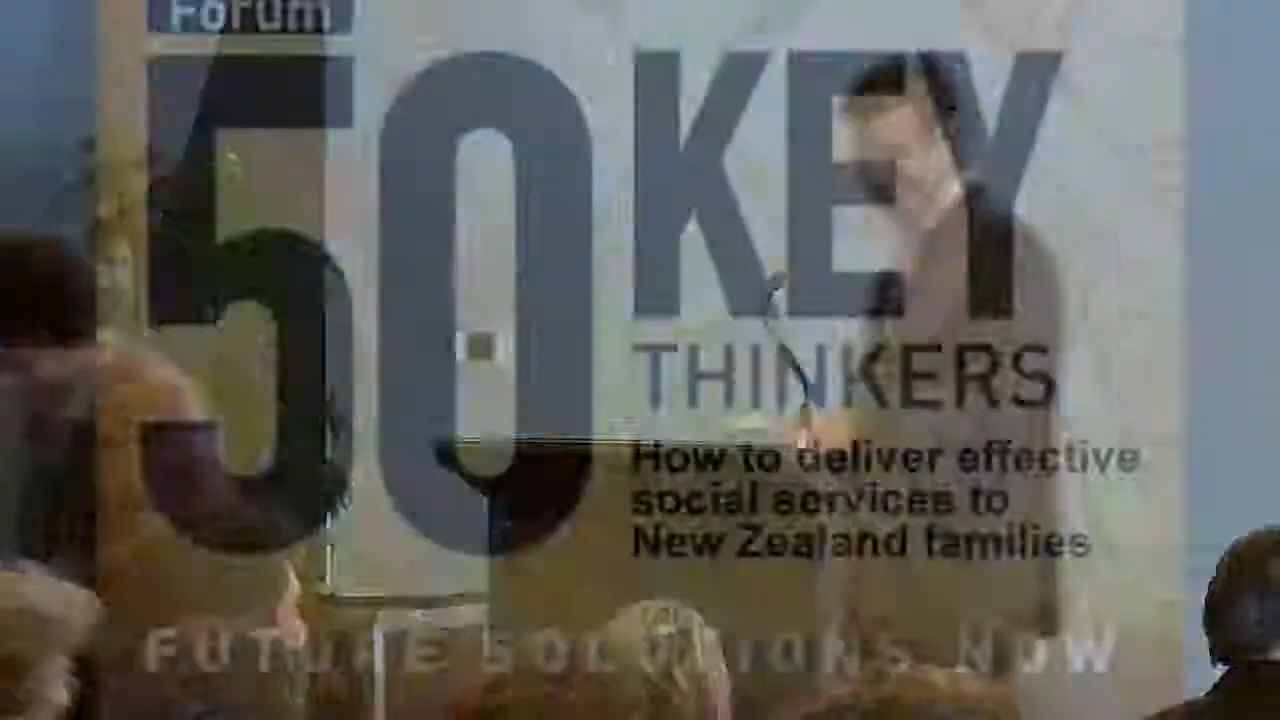 Forum
50 KEY
THINKERS
How to deliver effective
social services to
New Zealand families
FUTURE SOLUTIONS NOW